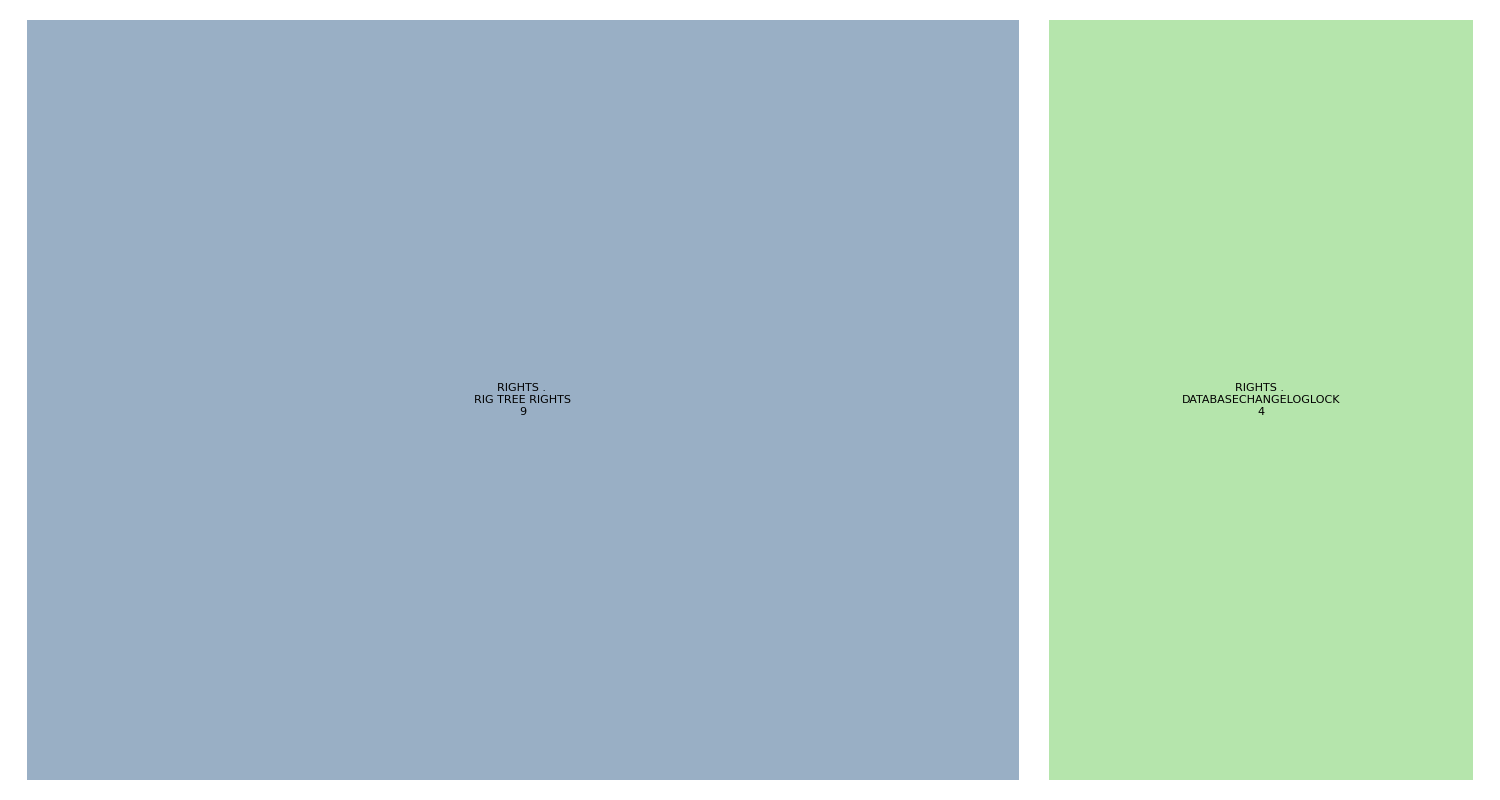 RIGHTS .
RIG TREE RIGHTS
9
RIGHTS .
DATABASECHANGELOGLOCK
4